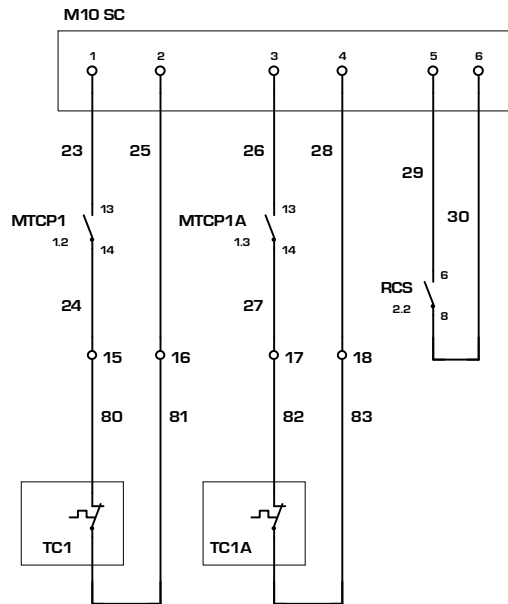 M10 SC
1 2 3 4 5 6
23 25 26 28
29
30
13 13
MTCP1 MTCP1A
1.2 14 1.3 14
6
RCS
2.2 8
24 27
15 16 17 18
80 81 82 83
TC1 TC1A